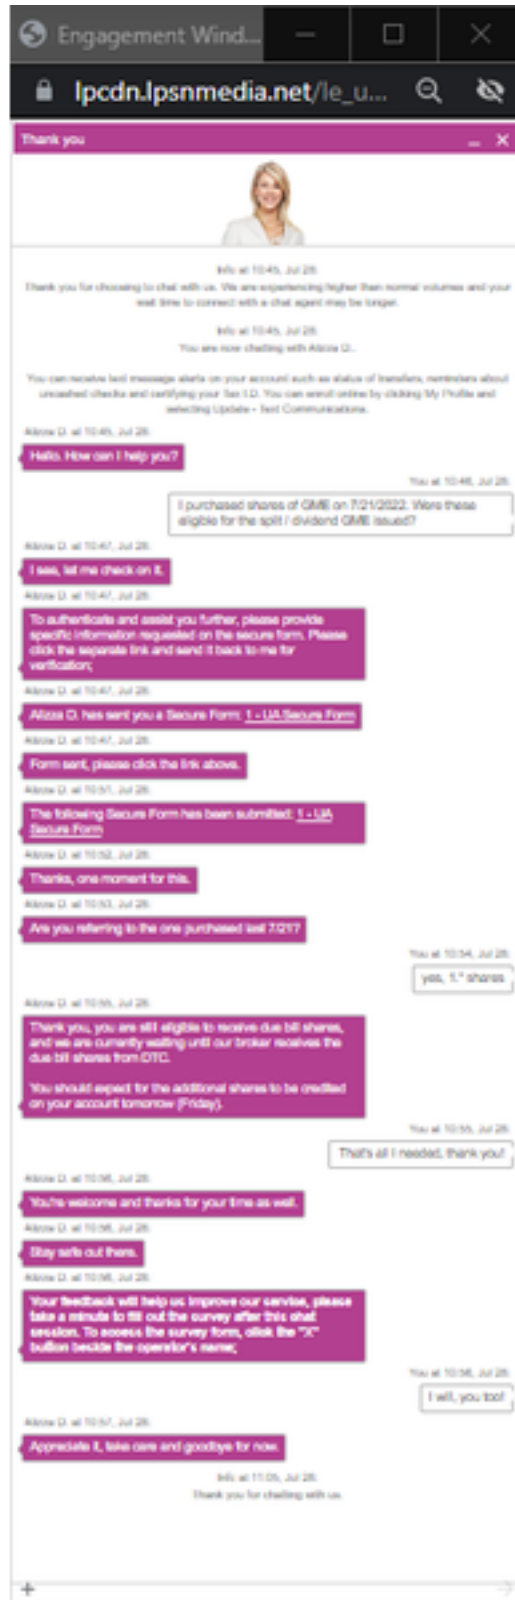 Engagement Wind...
lpcdn.lpsnmedia.net/le_u...
Thank you
Info at 10:45, Jul 28:
Thank you for choosing to chat with us. We are experiencing higher than normal volumes and your
wait time to connect with a chat agent may be longer.
Info at 10:45, Jul 28:
You are now chatting with Alizza D..
You can receive text message alerts on your account such as status of transfers, reminders about
uncashed checks and certifying your Tax I.D. You can enroll online by clicking My Profile and
selecting Update - Text Communications.
Alizza D. at 10:45, Jul 28:
Hello. How can I help you?
You at 10:46, Jul 28:
I purchased shares of GME on 7/21/2022. Were these
eligible for the split / dividend GME issued?
Alizza D. at 10:47, Jul 28:
I see, let me check on it.
Alizza D. at 10:47, Jul 28:
To authenticate and assist you further, please provide
specific information requested on the secure form. Please
click the separate link and send it back to me for
verification;
Alizza D. at 10:47, Jul 28:
Alizza D. has sent you a Secure Form: 1 - UA Secure Form
Alizza D. at 10:47, Jul 28:
Form sent, please click the link above.
Alizza D. at 10:51, Jul 28:
The following Secure Form has been submitted: 1 - UA
Secure Form
Alizza D. at 10:52, Jul 28:
Thanks, one moment for this.
Alizza D. at 10:53, Jul 28:
Are you referring to the one purchased last 7/21?
You at 10:54, Jul 28:
yes, 1.* shares
Alizza D. at 10:55, Jul 28:
Thank you, you are still eligible to receive due bill shares,
and we are currently waiting until our broker receives the
due bill shares from DTC.
You should expect for the additional shares to be credited
on your account tomorrow (Friday).
You at 10:55, Jul 28:
That's all I needed, thank you!
Alizza D. at 10:56, Jul 28:
You're welcome and thanks for your time as well.
Alizza D. at 10:56, Jul 28:
Stay safe out there.
Alizza D. at 10:56, Jul 28:
Your feedback will help us improve our service, please
take a minute to fill out the survey after this chat
session. To access the survey form, click the "X"
button beside the operator's name;
You at 10:56, Jul 28:
I will, you too!
Alizza D. at 10:57, Jul 28:
Appreciate it, take care and goodbye for now.
Info at 11:05, Jul 28:
Thank you for chatting with us.